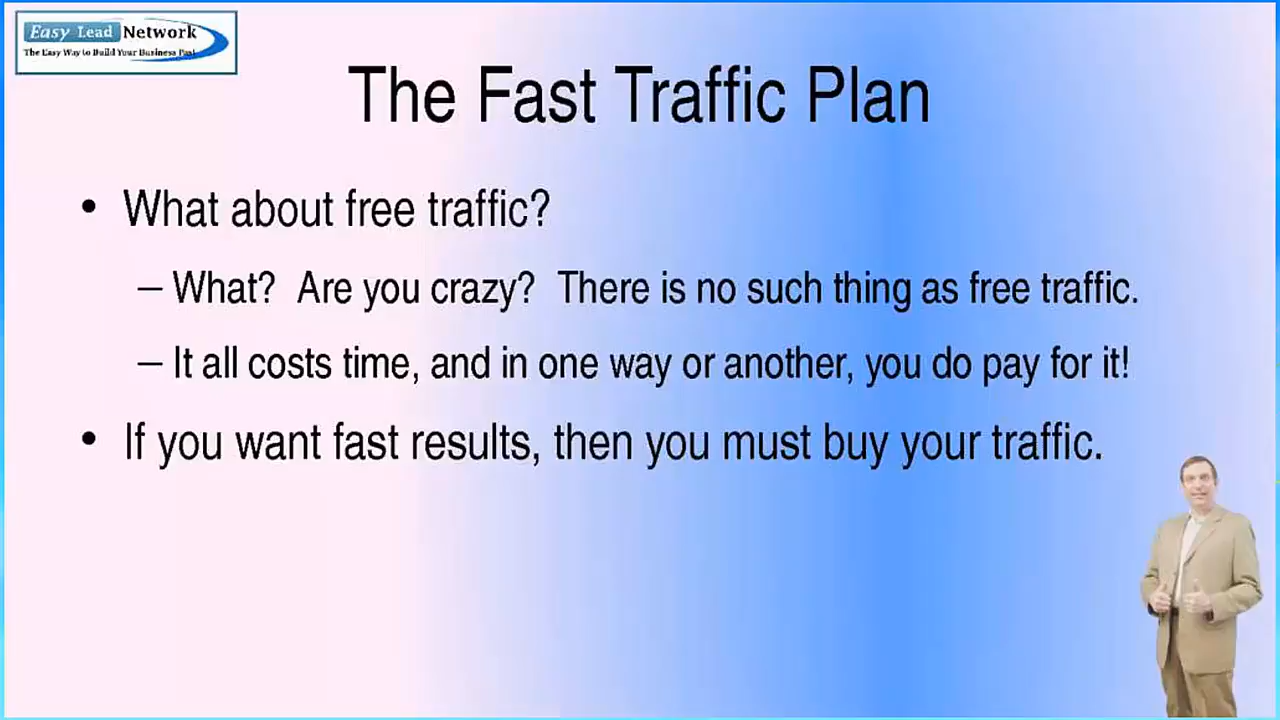 Easy Lead Network
The Easy Way to Build Your Business Fast
The Fast Traffic Plan
• What about free traffic?
– What?  Are you crazy?  There is no such thing as free traffic.
– It all costs time, and in one way or another, you do pay for it!
• If you want fast results, then you must buy your traffic.